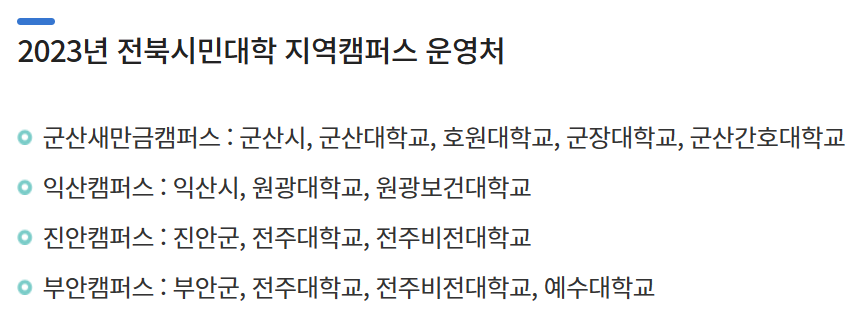 2023년 전북시민대학 지역캠퍼스 운영처
군산새만금캠퍼스 : 군산시, 군산대학교, 호원대학교, 군장대학교, 군산간호대학교
익산캠퍼스 : 익산시, 원광대학교, 원광보건대학교
진안캠퍼스 : 진안군, 전주대학교, 전주비전대학교
부안캠퍼스 : 부안군, 전주대학교, 전주비전대학교, 예수대학교